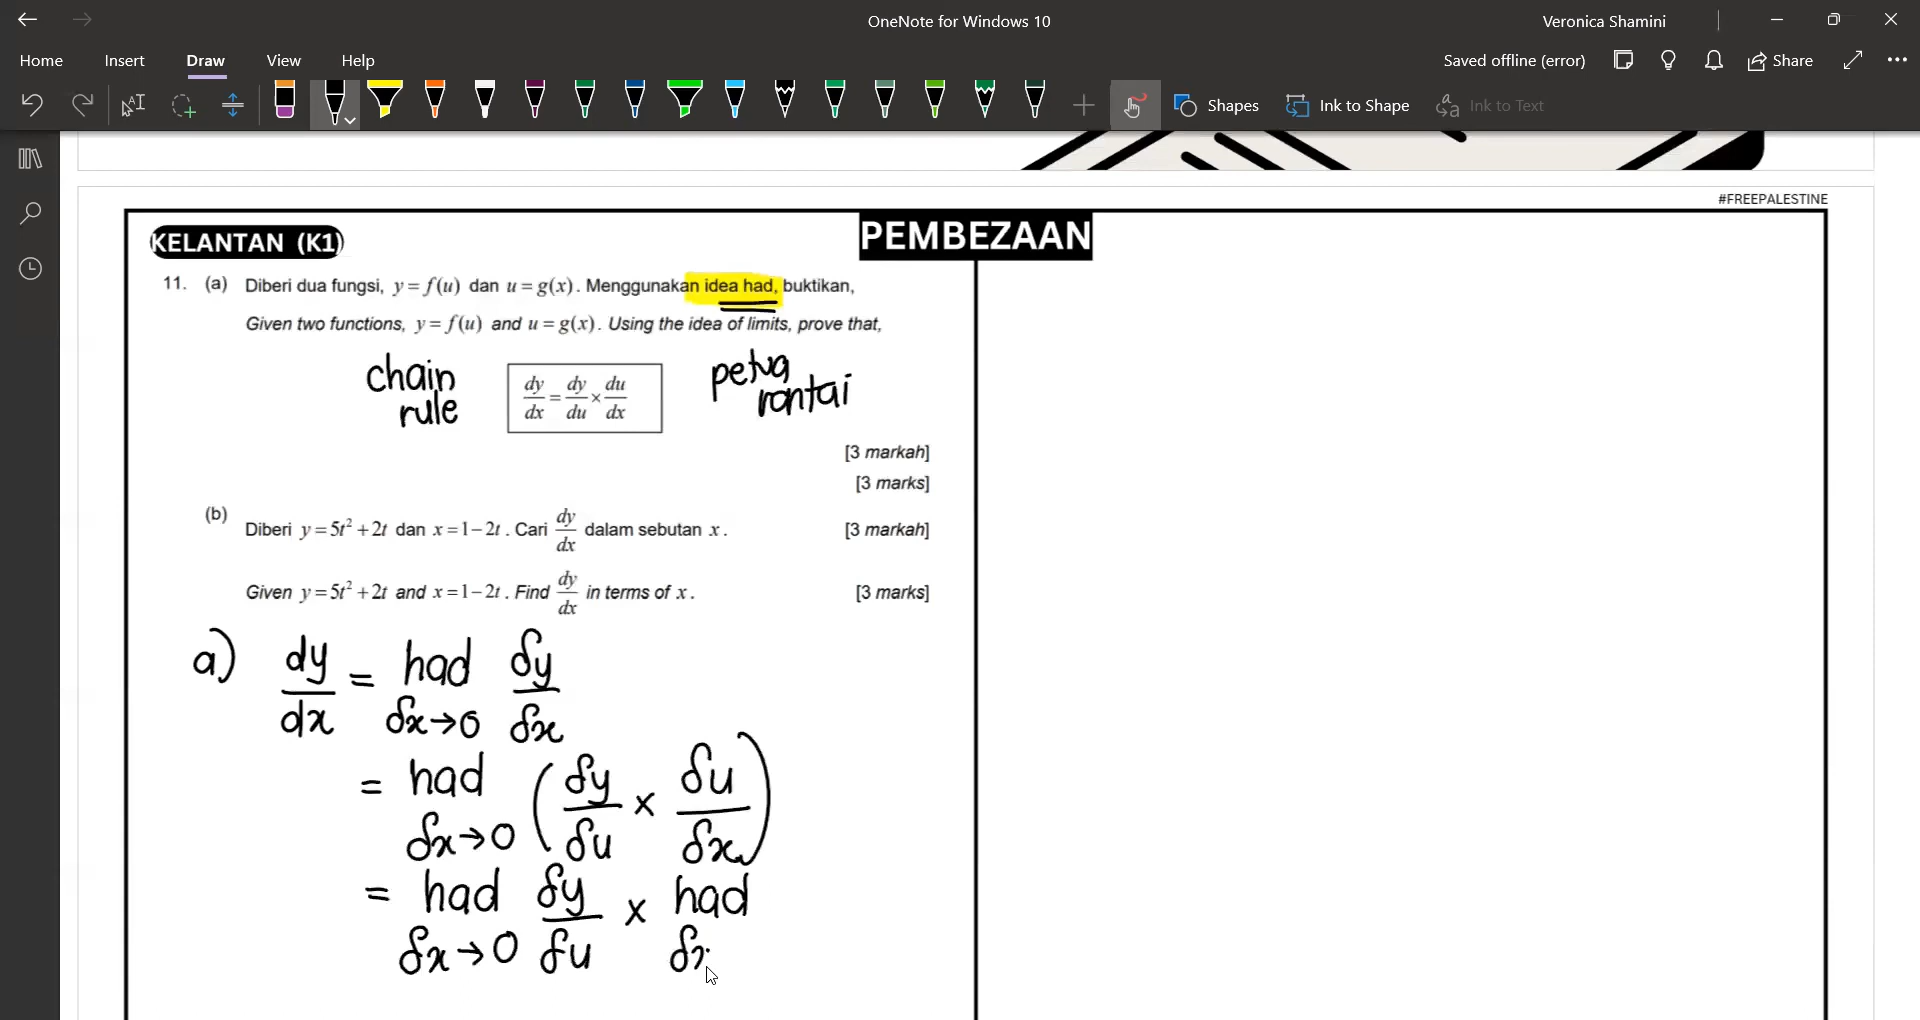 OneNote for Windows 10
Veronica Shamini
Home Insert Draw View Help
Saved offline (error) Share
Shapes Ink to Shape Ink to Text
#FREEPALESTINE
KELANTAN (K1)
PEMBEZAAN
11. (a) Diberi dua fungsi, y = f(u) dan u = g(x). Menggunakan idea had, buktikan,
Given two functions, y = f(u) and u = g(x). Using the idea of limits, prove that,
chain
rule
dy/dx = dy/du × du/dx
petua
rantai
[3 markah]
[3 marks]
(b) Diberi y = 5t² + 2t dan x = 1 − 2t. Cari dy/dx dalam sebutan x. [3 markah]
Given y = 5t² + 2t and x = 1 − 2t. Find dy/dx in terms of x. [3 marks]
a) dy/dx = had δx→0 δy/δx
= had δx→0 (δy/δu × δu/δx)
= had δx→0 δy/δu × had δx